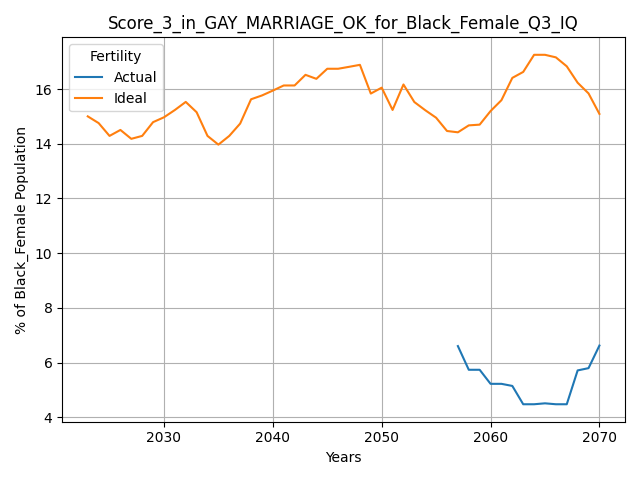 Score_3_in_GAY_MARRIAGE_OK_for_Black_Female_Q3_IQ
Fertility
Actual
Ideal
% of Black_Female Population
16
14
12
10
8
6
4
2030
2040
2050
2060
2070
Years